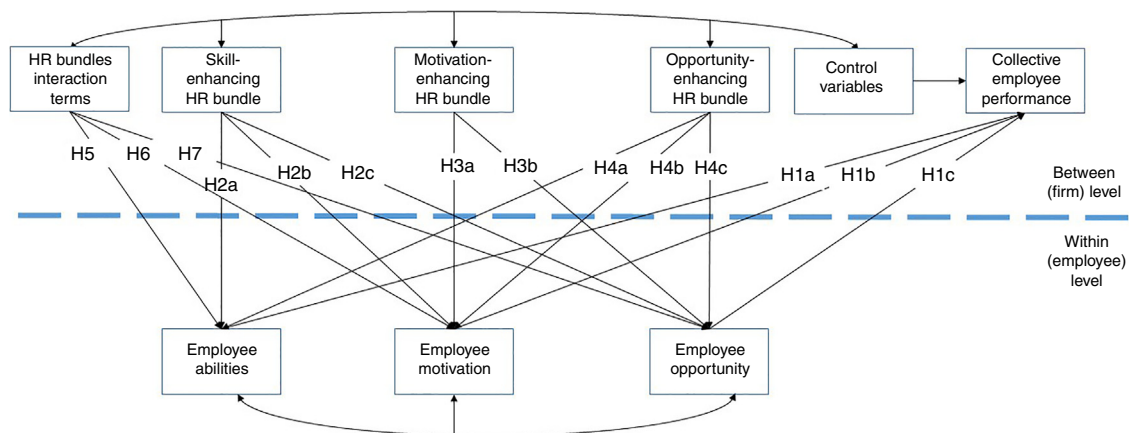 HR bundles
interaction
terms
Skill-
enhancing
HR bundle
Motivation-
enhancing
HR bundle
Opportunity-
enhancing
HR bundle
Control
variables
Collective
employee
performance
H5
H6
H7
H2a
H2b
H2c
H3a
H3b
H4a
H4b
H4c
H1a
H1b
H1c
Between
(firm) level
Within
(employee)
level
Employee
abilities
Employee
motivation
Employee
opportunity